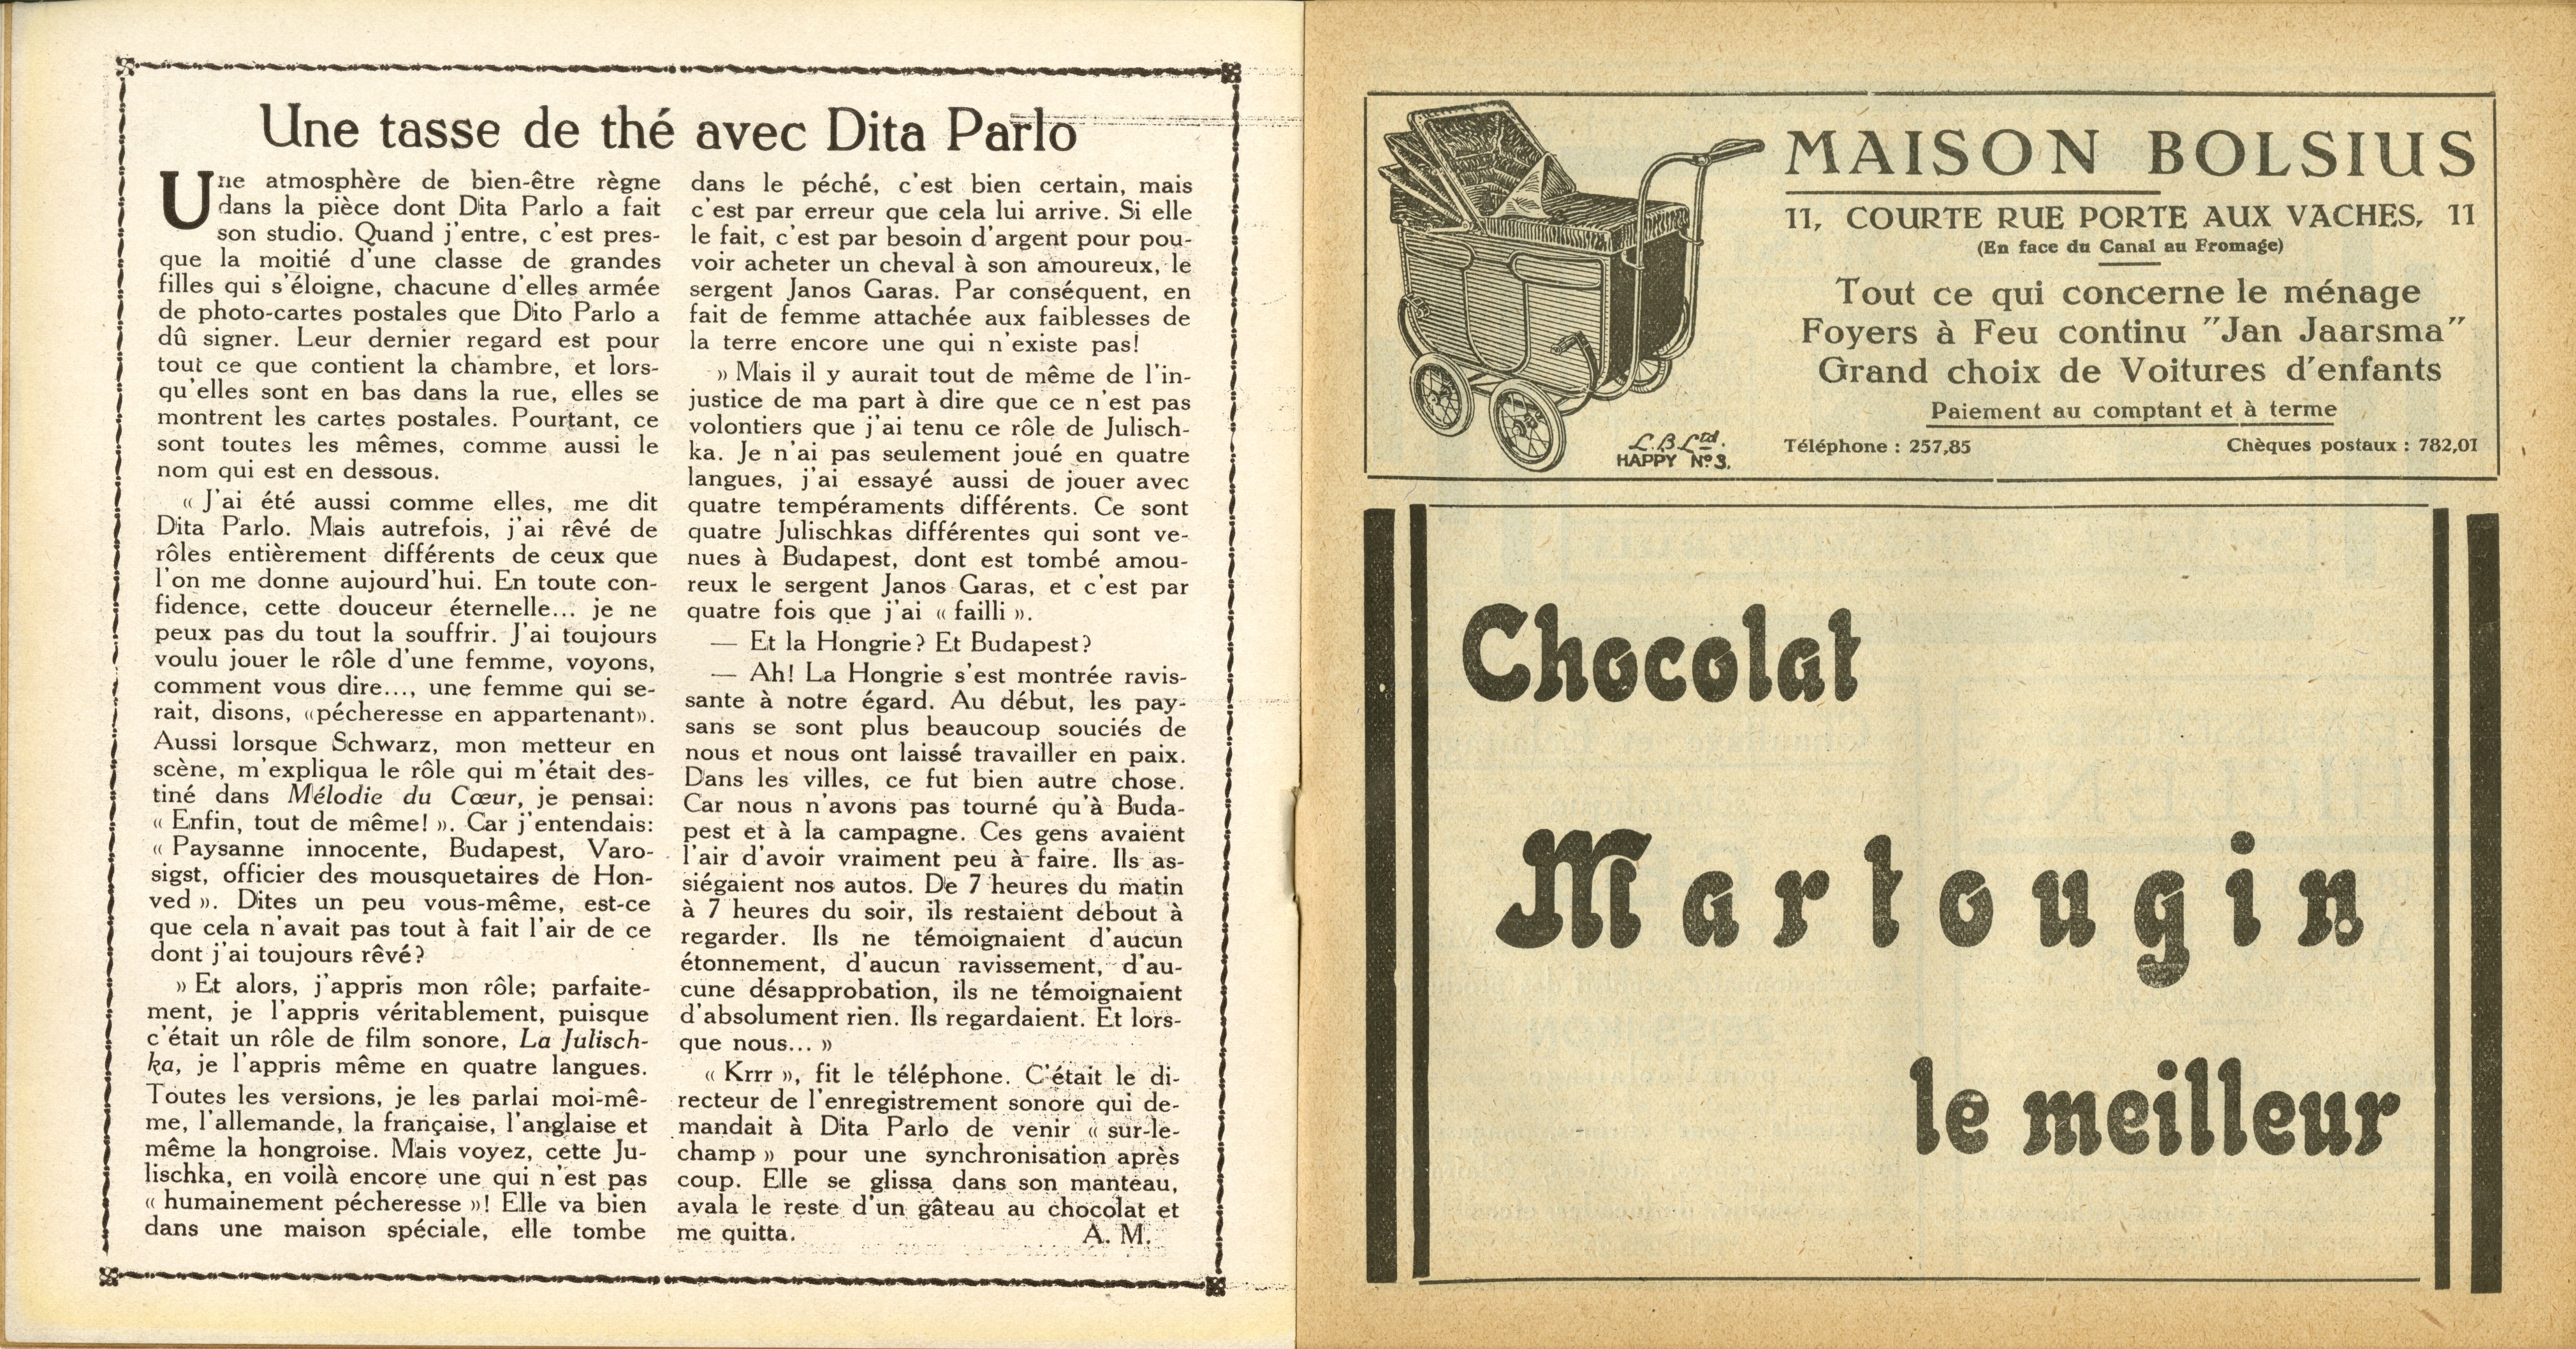 Une tasse de thé avec Dita Parlo
Une atmosphère de bien-être règne
dans la pièce dont Dita Parlo a fait
son studio. Quand j'entre, c'est pres-
que la moitié d'une classe de grandes
filles qui s'éloigne, chacune d'elles armée
de photo-cartes postales que Dito Parlo a
dû signer. Leur dernier regard est pour
tout ce que contient la chambre, et lors-
qu'elles sont en bas dans la rue, elles se
montrent les cartes postales. Pourtant, ce
sont toutes les mêmes, comme aussi le
nom qui est en dessous.
« J'ai été aussi comme elles, me dit
Dita Parlo. Mais autrefois, j'ai rêvé de
rôles entièrement différents de ceux que
l'on me donne aujourd'hui. En toute con-
fidence, cette douceur éternelle... je ne
peux pas du tout la souffrir. J'ai toujours
voulu jouer le rôle d'une femme, voyons,
comment vous dire..., une femme qui se-
rait, disons, «pécheresse en appartenant».
Aussi lorsque Schwarz, mon metteur en
scène, m'expliqua le rôle qui m'était des-
tiné dans Mélodie du Cœur, je pensai:
« Enfin, tout de même! ». Car j'entendais:
« Paysanne innocente, Budapest, Varo-
sigst, officier des mousquetaires de Hon-
ved ». Dites un peu vous-même, est-ce
que cela n'avait pas tout à fait l'air de ce
dont j'ai toujours rêvé?
» Et alors, j'appris mon rôle; parfaite-
ment, je l'appris véritablement, puisque
c'était un rôle de film sonore, La Julisch-
ka, je l'appris même en quatre langues.
Toutes les versions, je les parlai moi-mê-
me, l'allemande, la française, l'anglaise et
même la hongroise. Mais voyez, cette Ju-
lischka, en voilà encore une qui n'est pas
« humainement pécheresse »! Elle va bien
dans une maison spéciale, elle tombe
dans le péché, c'est bien certain, mais
c'est par erreur que cela lui arrive. Si elle
le fait, c'est par besoin d'argent pour pou-
voir acheter un cheval à son amoureux, le
sergent Janos Garas. Par conséquent, en
fait de femme attachée aux faiblesses de
la terre encore une qui n'existe pas!
» Mais il y aurait tout de même de l'in-
justice de ma part à dire que ce n'est pas
volontiers que j'ai tenu ce rôle de Julisch-
ka. Je n'ai pas seulement joué en quatre
langues, j'ai essayé aussi de jouer avec
quatre tempéraments différents. Ce sont
quatre Julischkas différentes qui sont ve-
nues à Budapest, dont est tombé amou-
reux le sergent Janos Garas, et c'est par
quatre fois que j'ai « failli ».
— Et la Hongrie? Et Budapest?
— Ah! La Hongrie s'est montrée ravis-
sante à notre égard. Au début, les pay-
sans se sont plus beaucoup souciés de
nous et nous ont laissé travailler en paix.
Dans les villes, ce fut bien autre chose.
Car nous n'avons pas tourné qu'à Buda-
pest et à la campagne. Ces gens avaient
l'air d'avoir vraiment peu à faire. Ils as-
siégaient nos autos. De 7 heures du matin
à 7 heures du soir, ils restaient debout à
regarder. Ils ne témoignaient d'aucun
étonnement, d'aucun ravissement, d'au-
cune désapprobation, ils ne témoignaient
d'absolument rien. Ils regardaient. Et lors-
que nous... »
« Krrr », fit le téléphone. C'était le di-
recteur de l'enregistrement sonore qui de-
mandait à Dita Parlo de venir « sur-le-
champ » pour une synchronisation après
coup. Elle se glissa dans son manteau,
avala le reste d'un gâteau au chocolat et
me quitta. A. M.
MAISON BOLSIUS
11, COURTE RUE PORTE AUX VACHES, 11
(En face du Canal au Fromage)
Tout ce qui concerne le ménage
Foyers à Feu continu "Jan Jaarsma"
Grand choix de Voitures d'enfants
Paiement au comptant et à terme
Téléphone : 257,85 Chèques postaux : 782,01
L.B Ltd.
HAPPY No 3.
Chocolat
Martougin
le meilleur